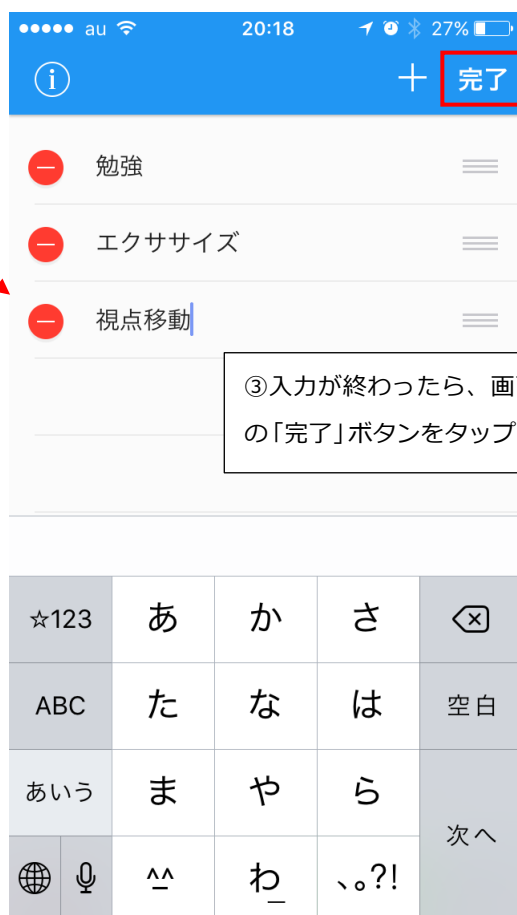 au 20:18 27%
+ 完了
勉強
エクササイズ
視点移動
③入力が終わったら、画
の「完了」ボタンをタップ
☆123 あ か さ
ABC た な は 空白
あいう ま や ら
^^ わ_ 、。?! 次へ